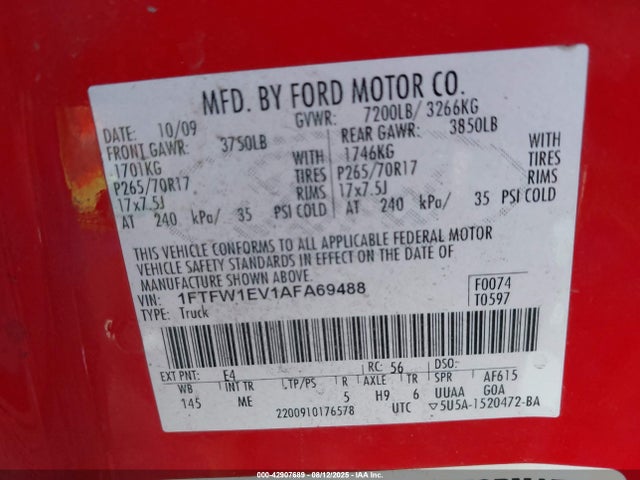 MFD. BY FORD MOTOR CO.
DATE: 10/09 GVWR: 7200LB/ 3266KG
FRONT GAWR: 3750LB REAR GAWR: 3850LB
1701KG WITH 1746KG WITH
P265/70R17 TIRES P265/70R17 TIRES
17x7.5J RIMS 17x7.5J RIMS
AT 240 kPa/ 35 PSI COLD AT 240 kPa/ 35 PSI COLD
THIS VEHICLE CONFORMS TO ALL APPLICABLE FEDERAL MOTOR
VEHICLE SAFETY STANDARDS IN EFFECT ON THE DATE OF
MANUFACTURE SHOWN ABOVE.
VIN: 1FTFW1EV1AFA69488 F0074
TYPE: Truck T0597
EXT PNT: E4 RC: 56 DSO:
WB INT TR LTP/PS R AXLE TR SPR AF615
145 ME 5 H9 6 UUAA GOA
2200910176578 UTC ▽5U5A-1520472-BA
000-42907689 - 08/12/2025 - IAAI.COM